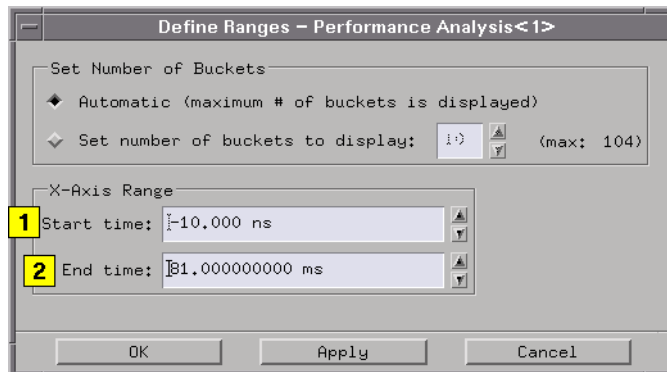 Define Ranges – Performance Analysis<1>
Set Number of Buckets
Automatic (maximum # of buckets is displayed)
Set number of buckets to display: 10 (max: 104)
X-Axis Range
1 Start time: -10.000 ns
2 End time: 81.000000000 ms
OK Apply Cancel